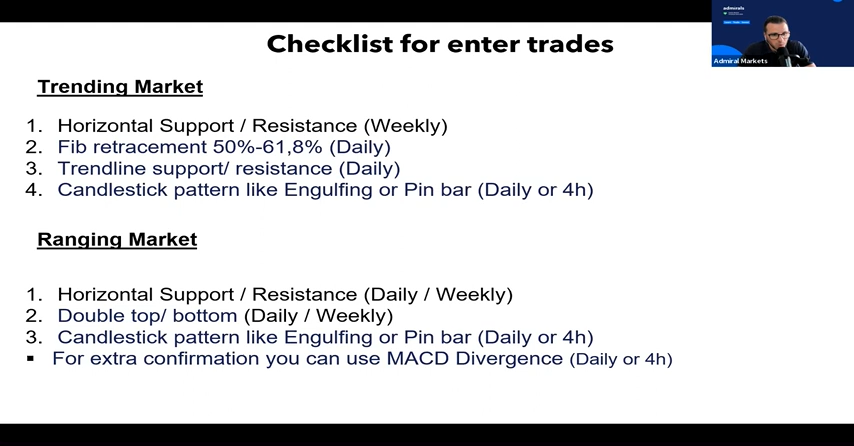 Checklist for enter trades
admirals
Admiral Markets
Trending Market
1. Horizontal Support / Resistance (Weekly)
2. Fib retracement 50%-61,8% (Daily)
3. Trendline support/ resistance (Daily)
4. Candlestick pattern like Engulfing or Pin bar (Daily or 4h)
Ranging Market
1. Horizontal Support / Resistance (Daily / Weekly)
2. Double top/ bottom (Daily / Weekly)
3. Candlestick pattern like Engulfing or Pin bar (Daily or 4h)
▪ For extra confirmation you can use MACD Divergence (Daily or 4h)